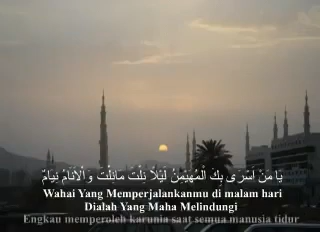 يَا مَنْ اَسْرَى بِكَ الْمُهَيْمِنُ لَيْلًا نِلْتَ مَانِلْتَ وَالْاَنَامُ نِيَامٌ
Wahai Yang Memperjalankanmu di malam hari
Dialah Yang Maha Melindungi
Engkau memperoleh karunia saat semua manusia tidur